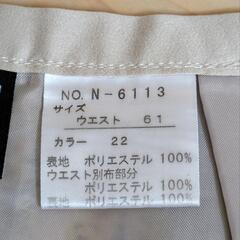 NO. N-6113
サイズ
ウエスト 61
カラー 22
表地 ポリエステル 100%
ウエスト別布部分
裏地 ポリエステル 100%